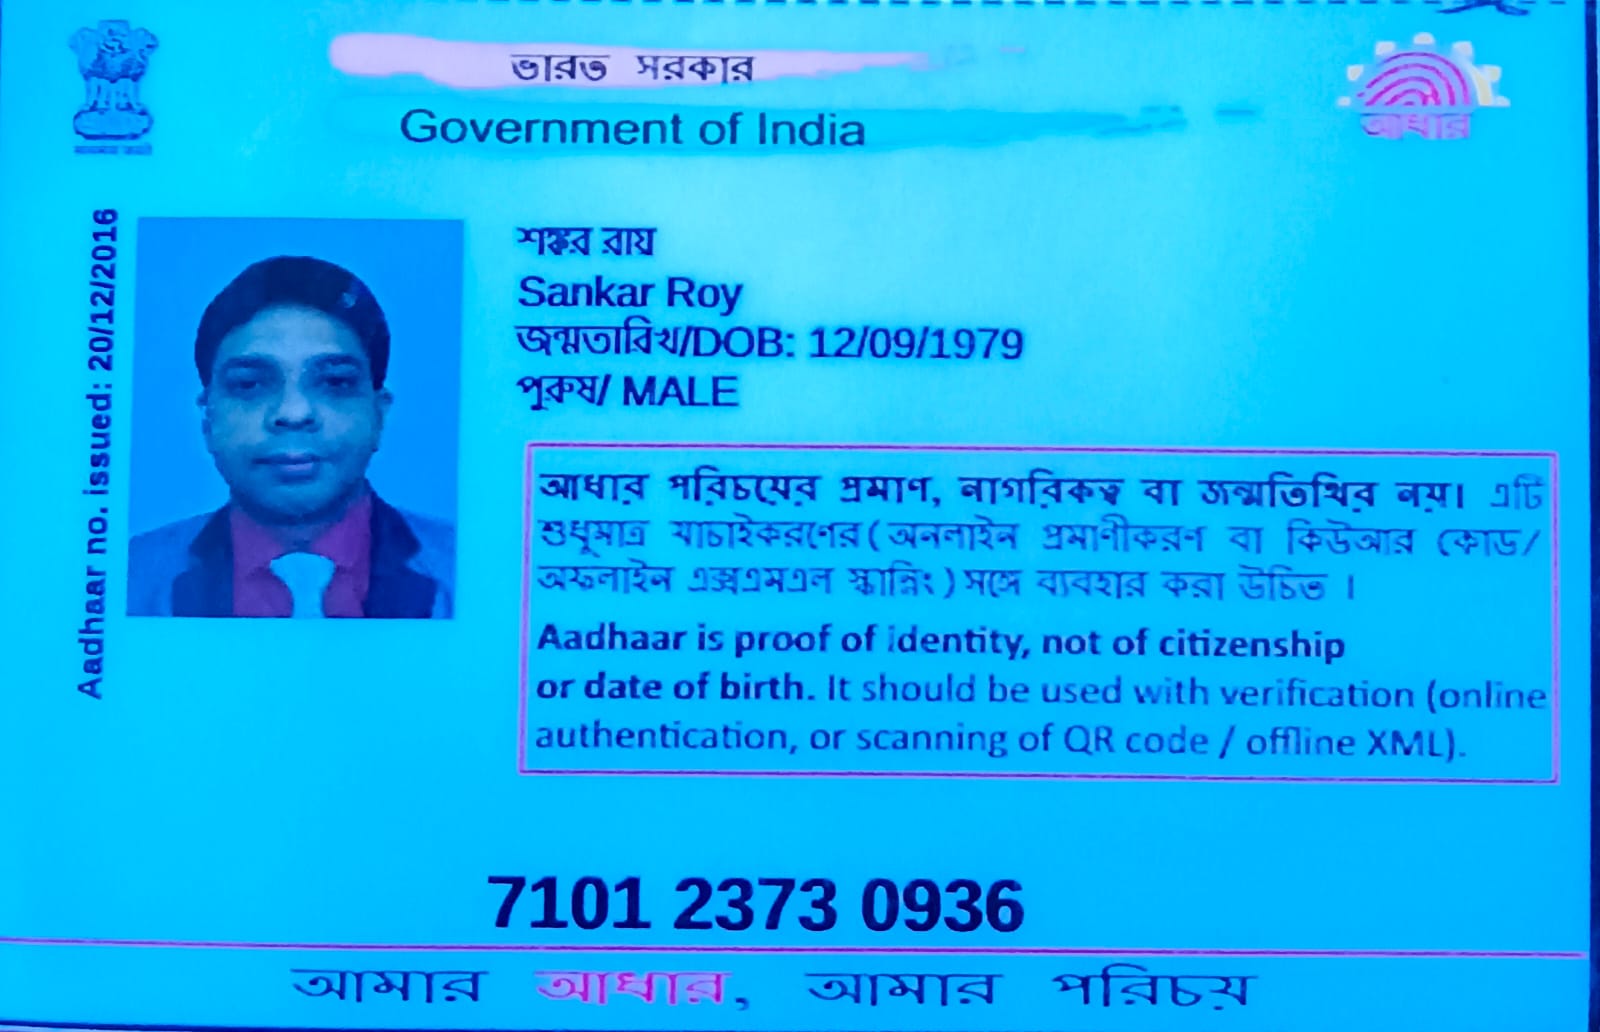 ভারত সরকার
Government of India
আধার
Aadhaar no. issued: 20/12/2016
শঙ্কর রায়
Sankar Roy
জন্মতারিখ/DOB: 12/09/1979
পুরুষ/ MALE
আধার পরিচয়ের প্রমাণ, নাগরিকত্ব বা জন্মতিথির নয়। এটি
শুধুমাত্র যাচাইকরণের (অনলাইন প্রমাণীকরণ বা কিউআর কোড/
অফলাইন এক্সএমএল স্ক্যানিং) সঙ্গে ব্যবহার করা উচিত ।
Aadhaar is proof of identity, not of citizenship
or date of birth. It should be used with verification (online
authentication, or scanning of QR code / offline XML).
7101 2373 0936
আমার আধার, আমার পরিচয়